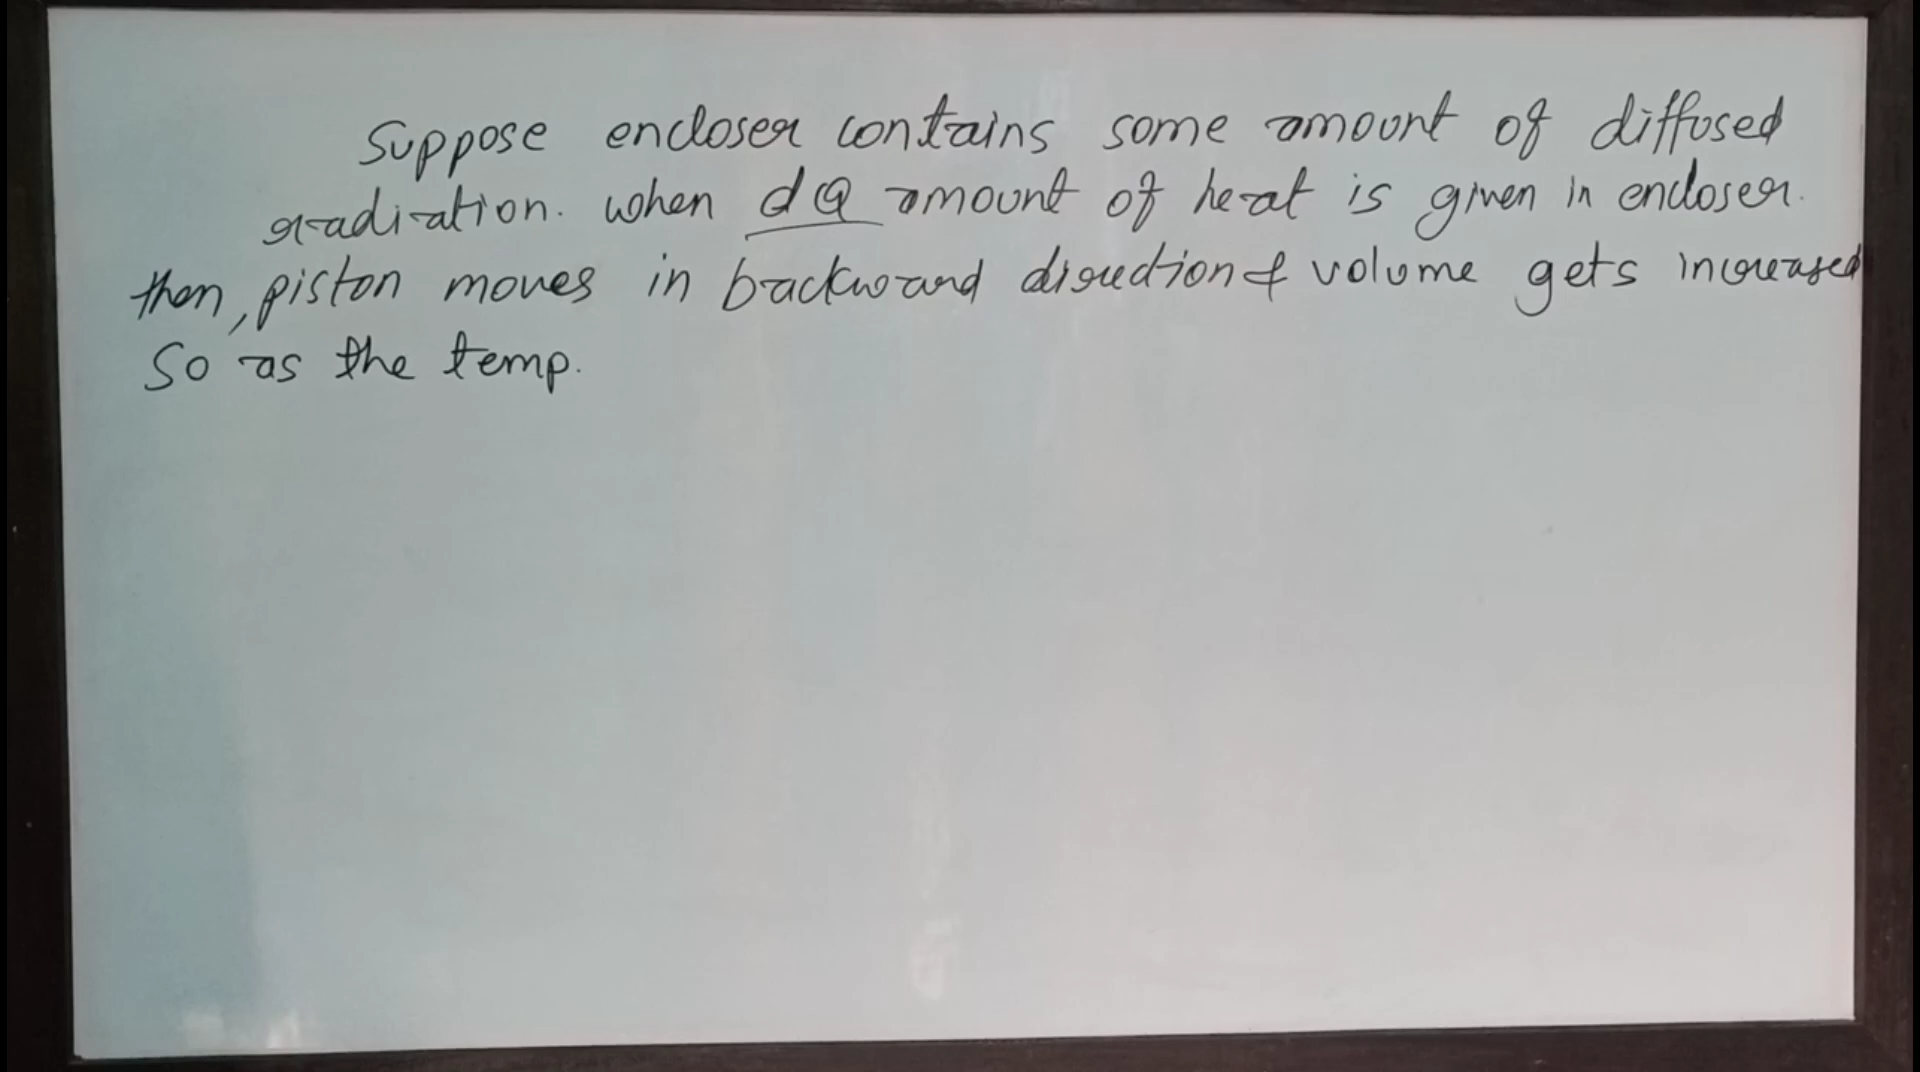 Suppose encloser contains some amount of diffused
radiation. when dQ amount of heat is given in encloser.
then, piston moves in backward direction & volume gets increased
So as the temp.